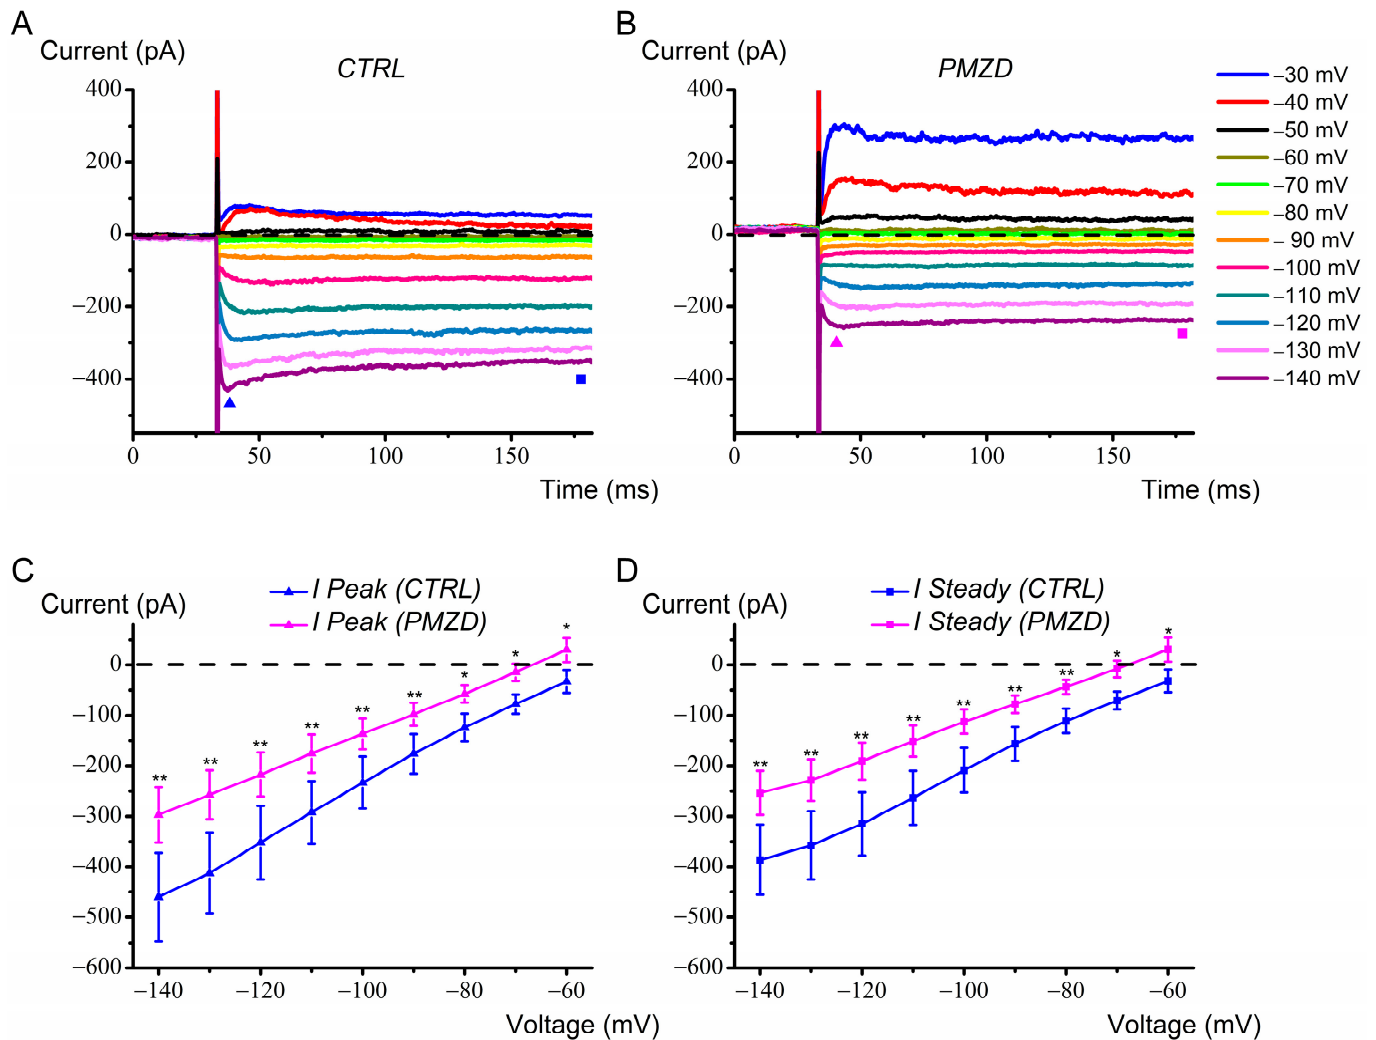 A
Current (pA)
CTRL
400
200
0
−200
−400
0
50
100
150
Time (ms)
B
Current (pA)
PMZD
400
200
0
−200
−400
0
50
100
150
Time (ms)
−30 mV
−40 mV
−50 mV
−60 mV
−70 mV
−80 mV
− 90 mV
−100 mV
−110 mV
−120 mV
−130 mV
−140 mV
C
Current (pA)
I Peak (CTRL)
I Peak (PMZD)
0
−100
−200
−300
−400
−500
−600
** ** ** ** ** ** * * *
−140
−120
−100
−80
−60
Voltage (mV)
D
Current (pA)
I Steady (CTRL)
I Steady (PMZD)
0
−100
−200
−300
−400
−500
−600
** ** ** ** ** ** ** * *
−140
−120
−100
−80
−60
Voltage (mV)